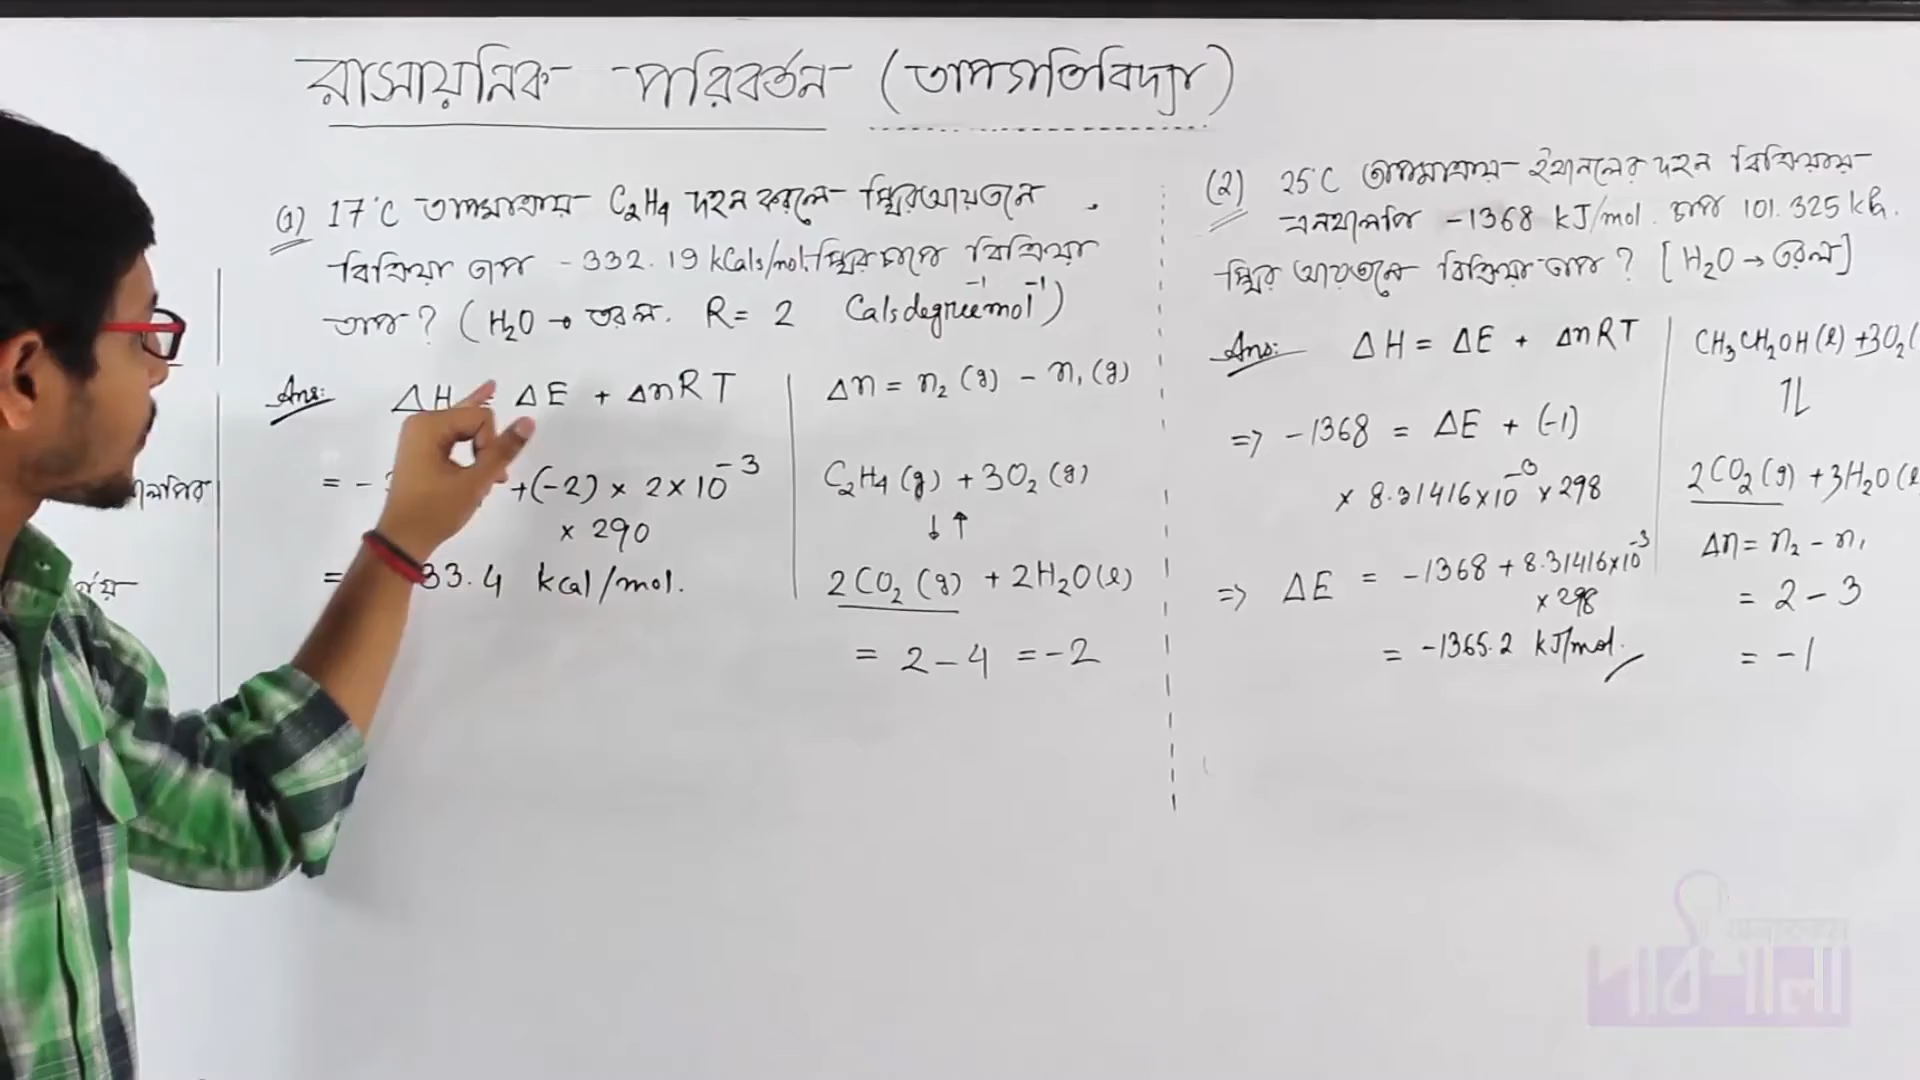 রাসায়নিক পরিবর্তন (তাপগতিবিদ্যা)
(১) 17°C তাপমাত্রায় C₂H₄ দহন করলে স্থির আয়তনে
বিক্রিয়া তাপ -332.19 kCals/mol. স্থির চাপে বিক্রিয়া
তাপ? (H₂O → তরল. R = 2 Cals degree⁻¹ mol⁻¹)
Ans: ΔH = ΔE + ΔnRT
= - +(-2) × 2×10⁻³
× 290
= 33.4 kcal/mol.
Δn = n₂ (g) - n₁ (g)
C₂H₄ (g) + 3O₂ (g)
↓↑
2CO₂ (g) + 2H₂O(l)
= 2 - 4 = -2
(২) 25°C তাপমাত্রায় ইথানলের দহন বিক্রিয়ায়
এনথালপি -1368 kJ/mol. চাপ 101.325 kPa.
স্থির আয়তনে বিক্রিয়া তাপ? [H₂O → তরল]
Ans: ΔH = ΔE + ΔnRT
=> -1368 = ΔE + (-1)
× 8.31416×10⁻³ × 298
=> ΔE = -1368 + 8.31416×10⁻³
× 298
= -1365.2 kJ/mol.
CH₃CH₂OH(l) + 3O₂(
⇅
2CO₂ (g) + 3H₂O(l
Δn = n₂ - n₁
= 2 - 3
= -1
পাঠশালা